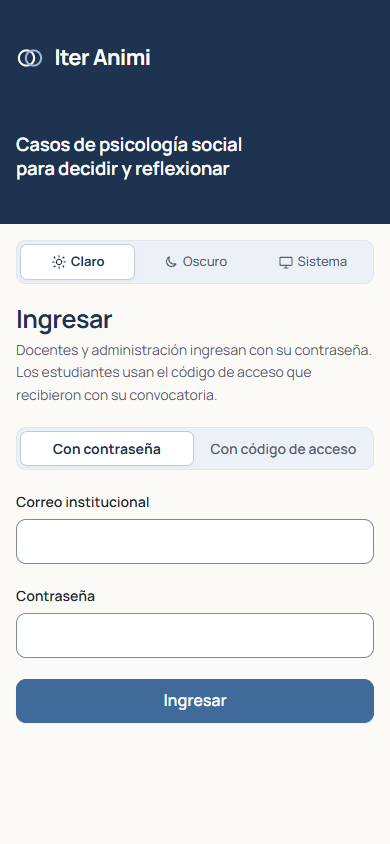 Iter Animi
Casos de psicología social
para decidir y reflexionar
Claro
Oscuro
Sistema
Ingresar
Docentes y administración ingresan con su contraseña.
Los estudiantes usan el código de acceso que
recibieron con su convocatoria.
Con contraseña
Con código de acceso
Correo institucional
Contraseña
Ingresar